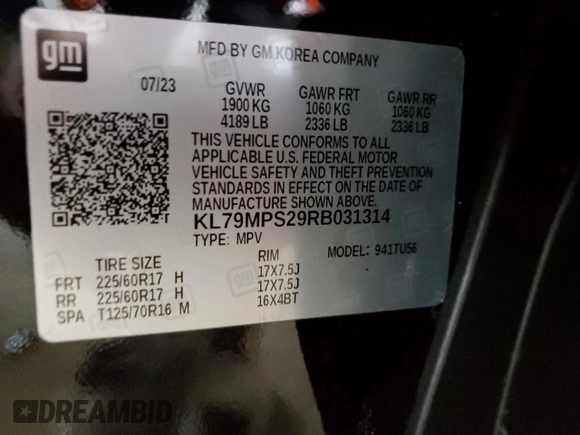 gm
MFD BY GM KOREA COMPANY
07/23
GVWR GAWR FRT GAWR RR
1900 KG 1060 KG 1060 KG
4189 LB 2336 LB 2336 LB
THIS VEHICLE CONFORMS TO ALL
APPLICABLE U.S. FEDERAL MOTOR
VEHICLE SAFETY AND THEFT PREVENTION
STANDARDS IN EFFECT ON THE DATE OF
MANUFACTURE SHOWN ABOVE.
KL79MPS29RB031314
TYPE: MPV MODEL: 941TU56
TIRE SIZE RIM
FRT 225/60R17 H 17X7.5J
RR 225/60R17 H 17X7.5J
SPA T125/70R16 M 16X4BT
DREAMBID